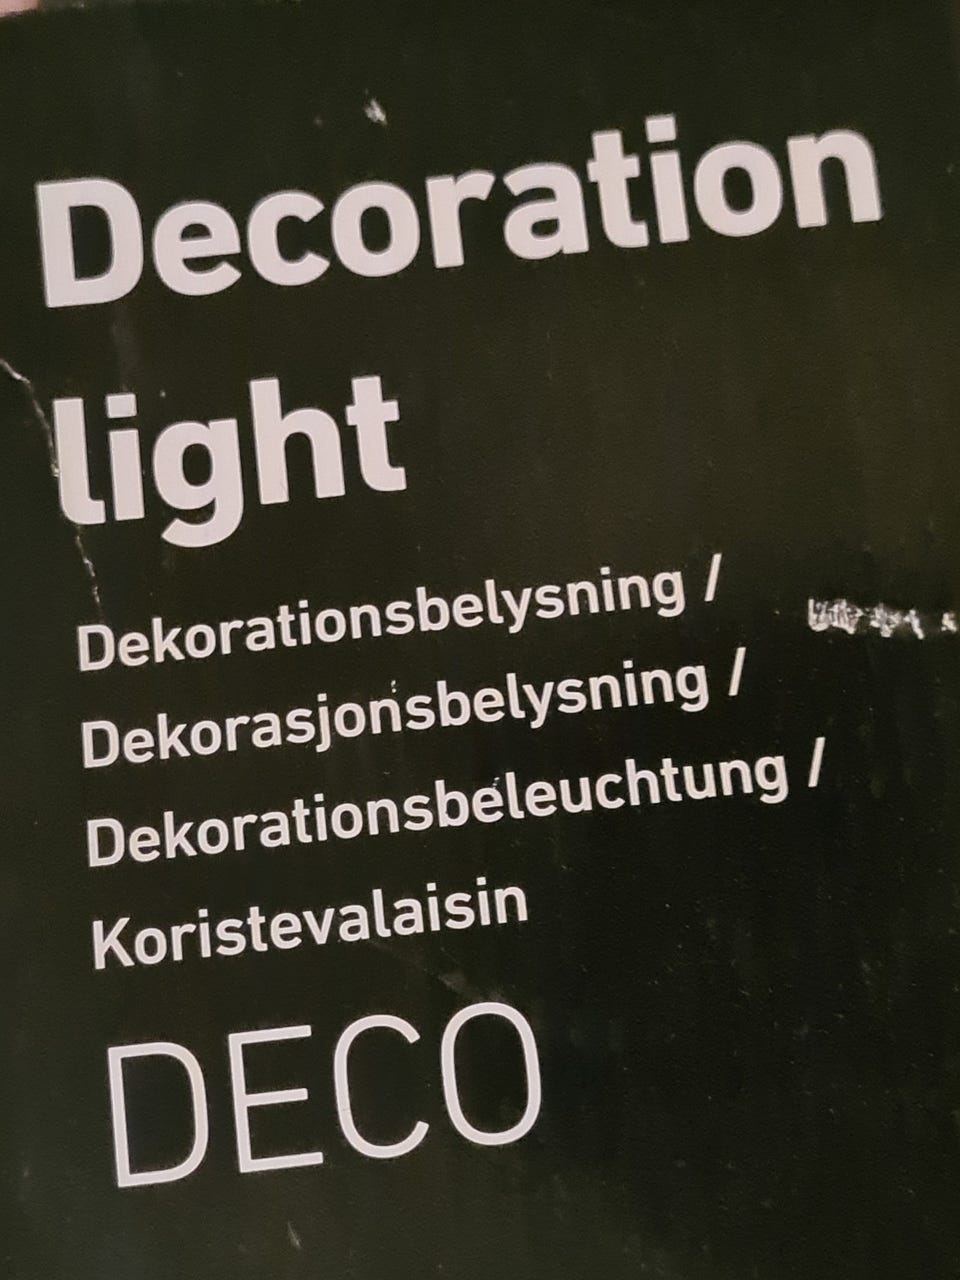 Decoration
light
Dekorationsbelysning /
Dekorasjonsbelysning /
Dekorationsbeleuchtung /
Koristevalaisin
DECO